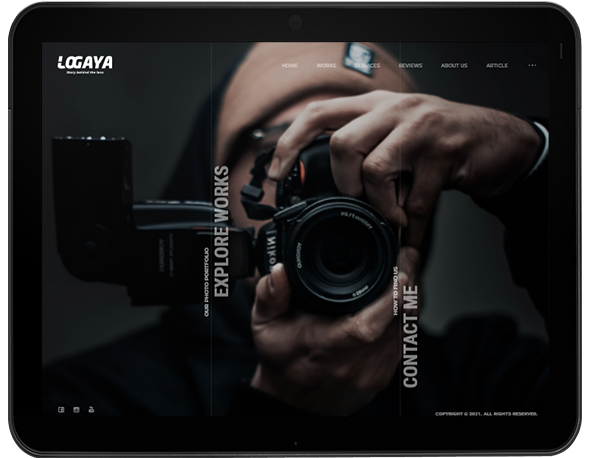 LOGAYA
Story behind the lens
HOME
WORKS
SERVICES
REVIEWS
ABOUT US
ARTICLE
OUR PHOTO PORTFOLIO
EXPLORE WORKS
HOW TO FIND US
CONTACT ME
Nikon
COPYRIGHT © 2021. ALL RIGHTS RESERVED.